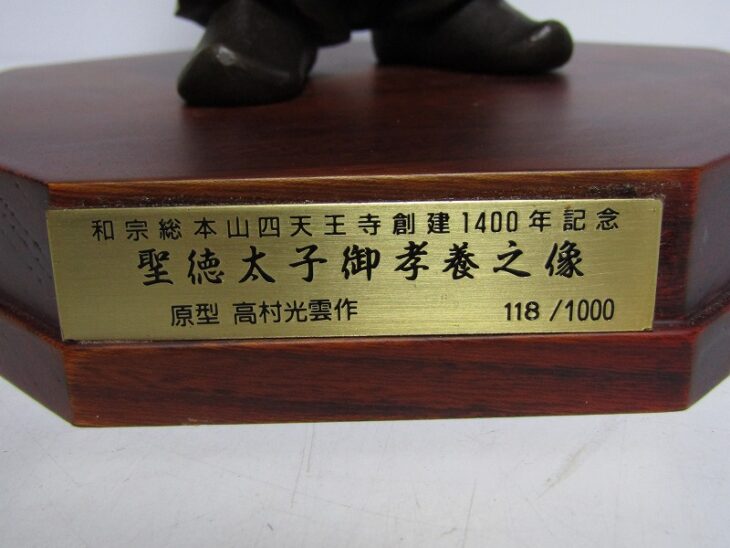 和宗総本山四天王寺創建1400年記念
聖徳太子御孝養之像
原型 高村光雲作 118/1000